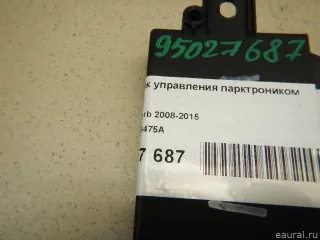 95027687
к управления парктроником
rb 2008-2015
475A
7 687
© eaural.ru/